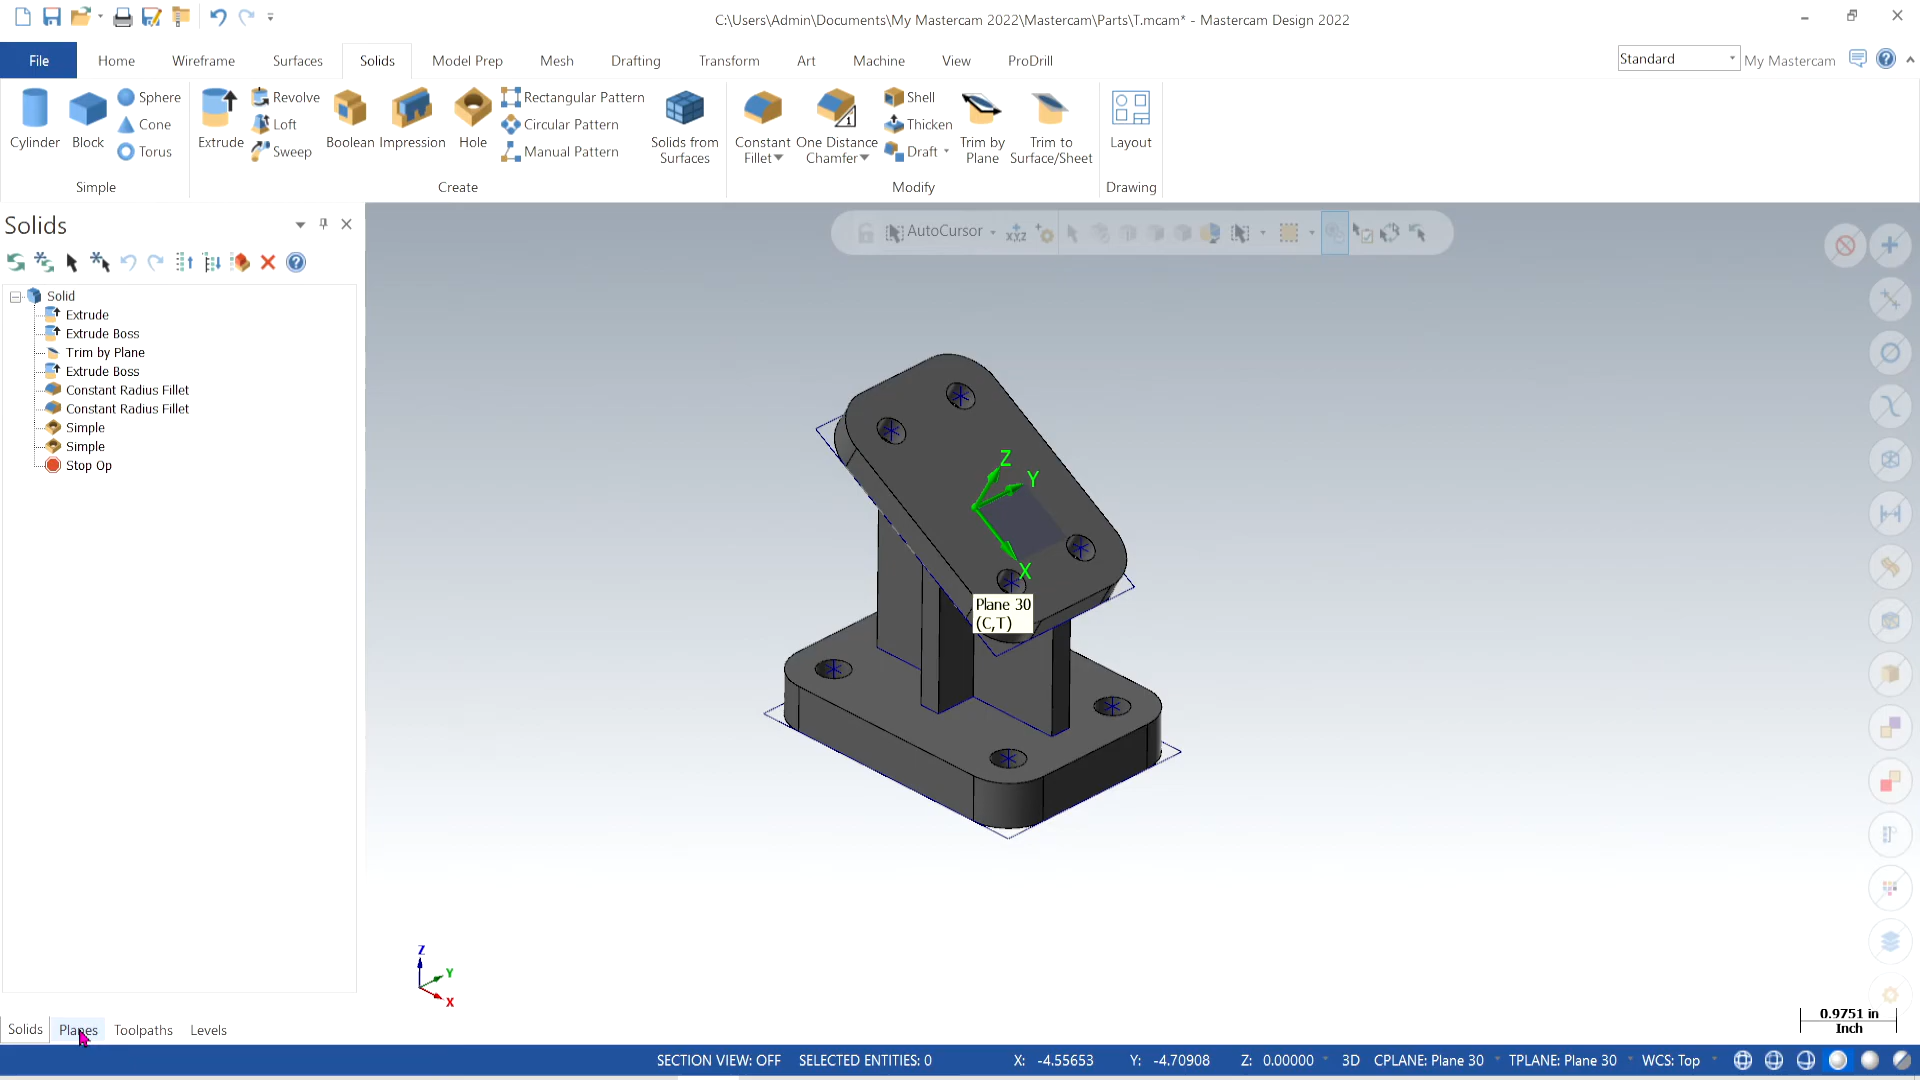 C:\Users\Admin\Documents\My Mastercam 2022\Mastercam\Parts\T.mcam* - Mastercam Design 2022
File Home Wireframe Surfaces Solids Model Prep Mesh Drafting Transform Art Machine View ProDrill Standard My Mastercam
Cylinder Block Sphere Cone Torus
Simple
Extrude Revolve Loft Sweep Boolean Impression Hole Rectangular Pattern Circular Pattern Manual Pattern Solids from Surfaces
Create
Constant Fillet One Distance Chamfer Shell Thicken Draft Trim by Plane Trim to Surface/Sheet
Modify
Layout
Drawing
Solids
AutoCursor
Solid
Extrude
Extrude Boss
Trim by Plane
Extrude Boss
Constant Radius Fillet
Constant Radius Fillet
Simple
Simple
Stop Op
Z
Y
X
Plane 30
(C,T)
Z
Y
X
0.9751 in
Inch
Solids Planes Toolpaths Levels
SECTION VIEW: OFF SELECTED ENTITIES: 0 X: -4.55653 Y: -4.70908 Z: 0.00000 3D CPLANE: Plane 30 TPLANE: Plane 30 WCS: Top